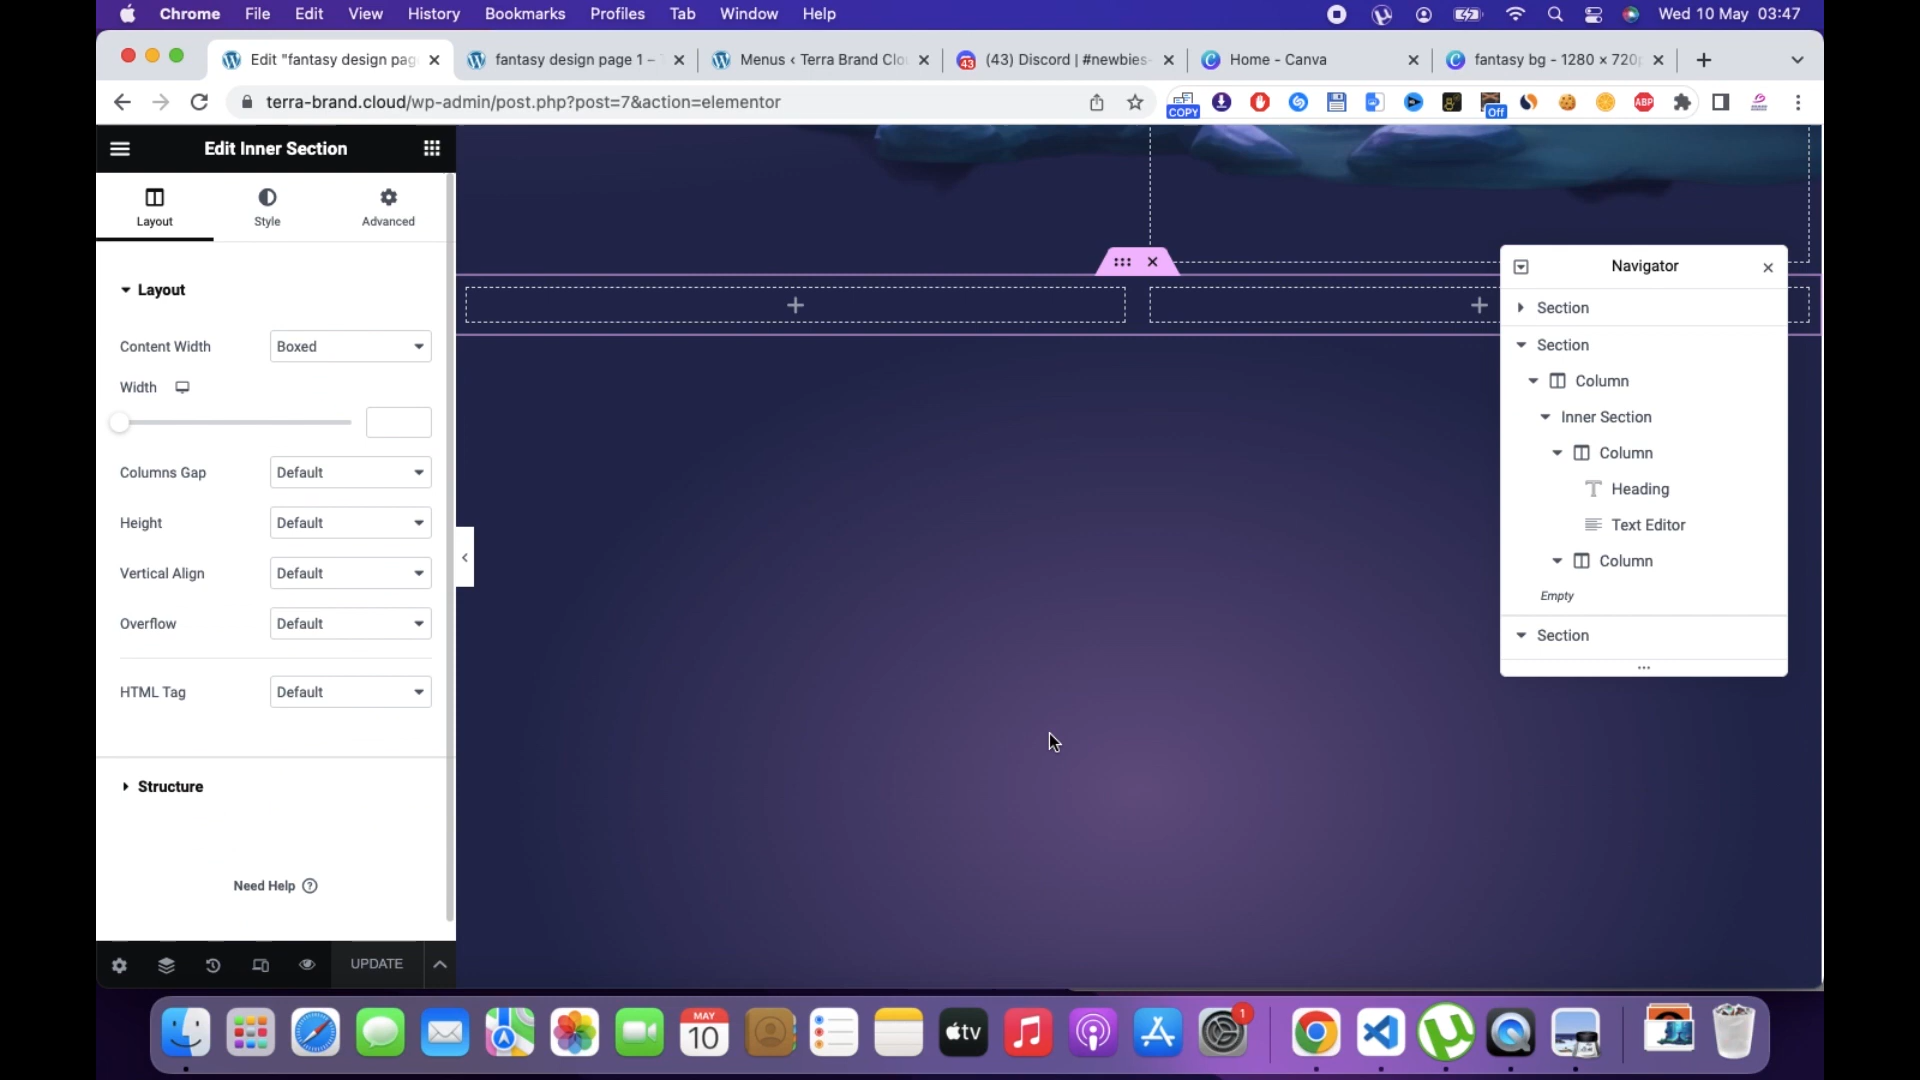 Chrome File Edit View History Bookmarks Profiles Tab Window Help Wed 10 May 03:47
Edit "fantasy design pag
fantasy design page 1 –
Menus ‹ Terra Brand Clo
(43) Discord | #newbies-
Home - Canva
fantasy bg - 1280 × 720
terra-brand.cloud/wp-admin/post.php?post=7&action=elementor
COPY
Off
ABP
Edit Inner Section
Layout
Style
Advanced
Layout
Content Width
Boxed
Width
Columns Gap
Default
Height
Default
Vertical Align
Default
Overflow
Default
HTML Tag
Default
Structure
Need Help
UPDATE
Navigator
Section
Section
Column
Inner Section
Column
Heading
Text Editor
Column
Empty
Section
MAY
10
tv
1